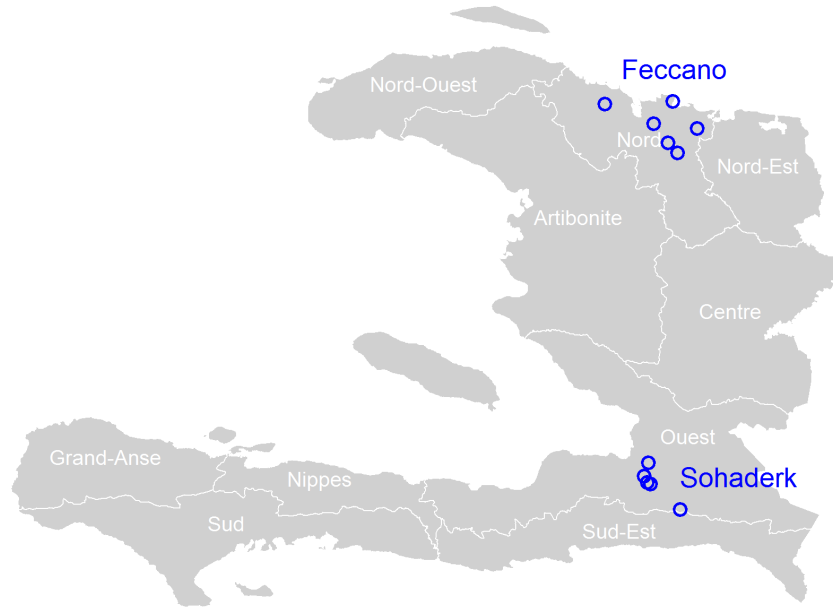 Feccano
Nord-Ouest
Nord
Nord-Est
Artibonite
Centre
Ouest
Grand-Anse
Nippes
Sohaderk
Sud
Sud-Est